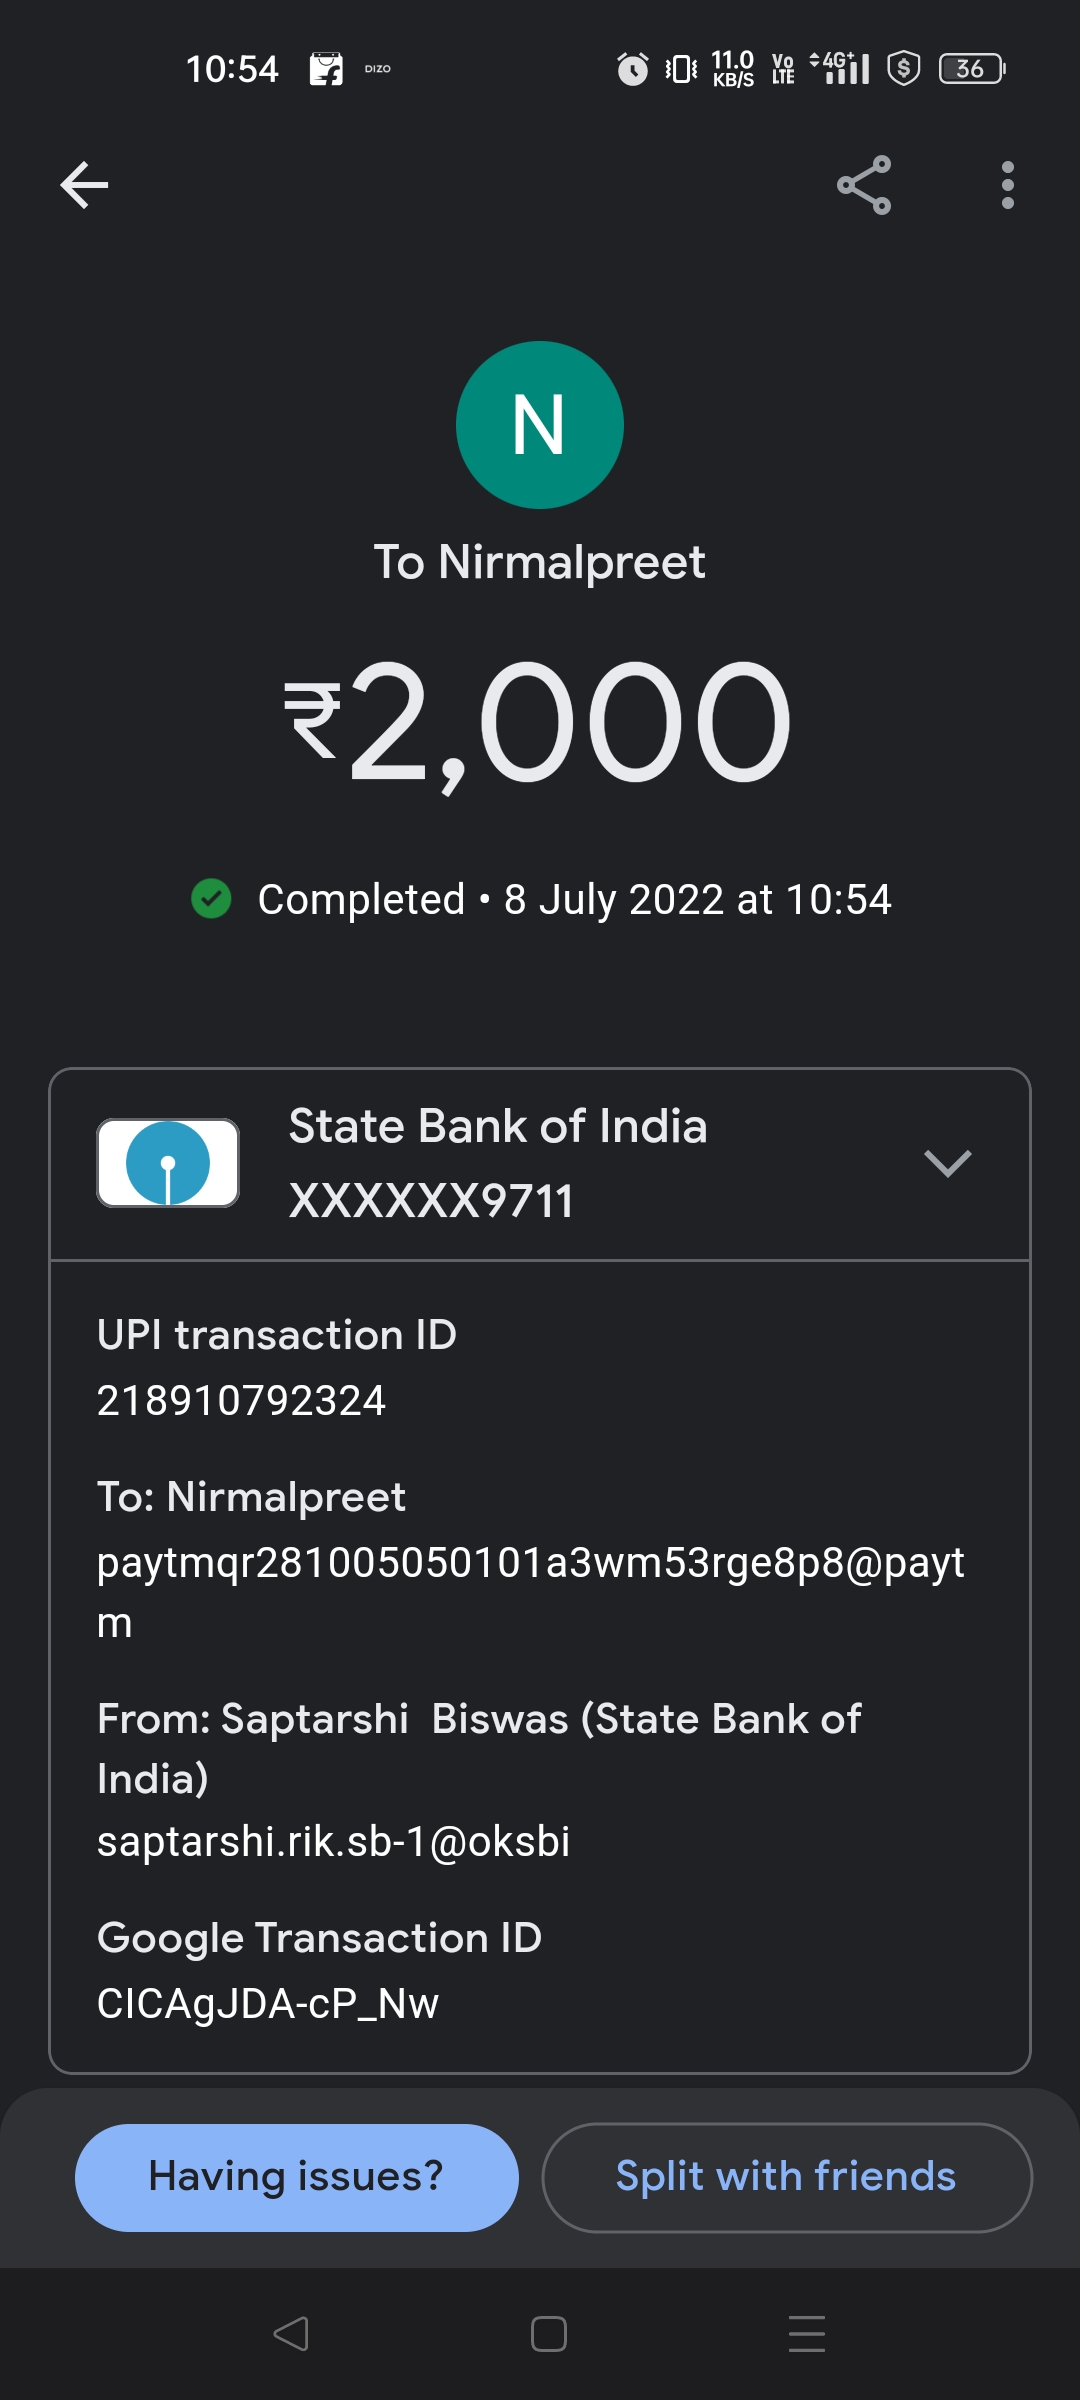 10:54 DIZO 11.0 KB/S Vo LTE 4G+ 36
N
To Nirmalpreet
₹2,000
Completed • 8 July 2022 at 10:54
State Bank of India
XXXXXX9711
UPI transaction ID
218910792324
To: Nirmalpreet
paytmqr281005050101a3wm53rge8p8@payt
m
From: Saptarshi  Biswas (State Bank of
India)
saptarshi.rik.sb-1@oksbi
Google Transaction ID
CICAgJDA-cP_Nw
Having issues? Split with friends